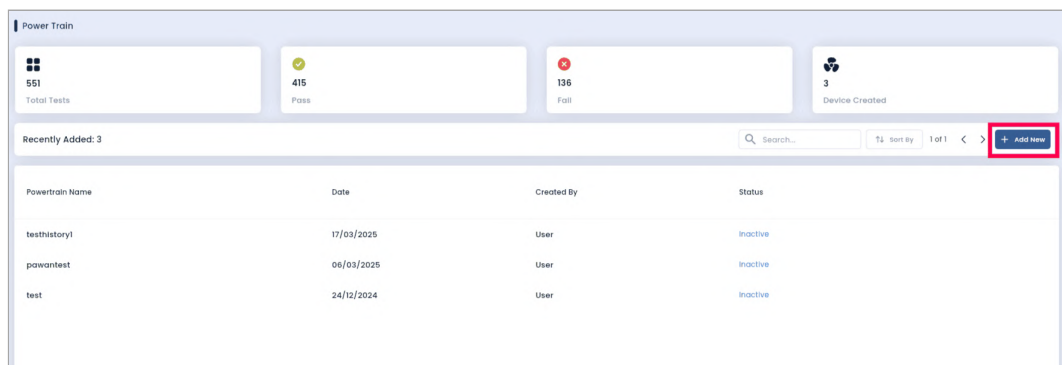 Power Train
551
Total Tests
415
Pass
136
Fail
3
Device Created
Recently Added: 3
Search...
Sort By
1 of 1
+ Add New
Powertrain Name Date Created By Status
testhistory1 17/03/2025 User Inactive
pawantest 06/03/2025 User Inactive
test 24/12/2024 User Inactive